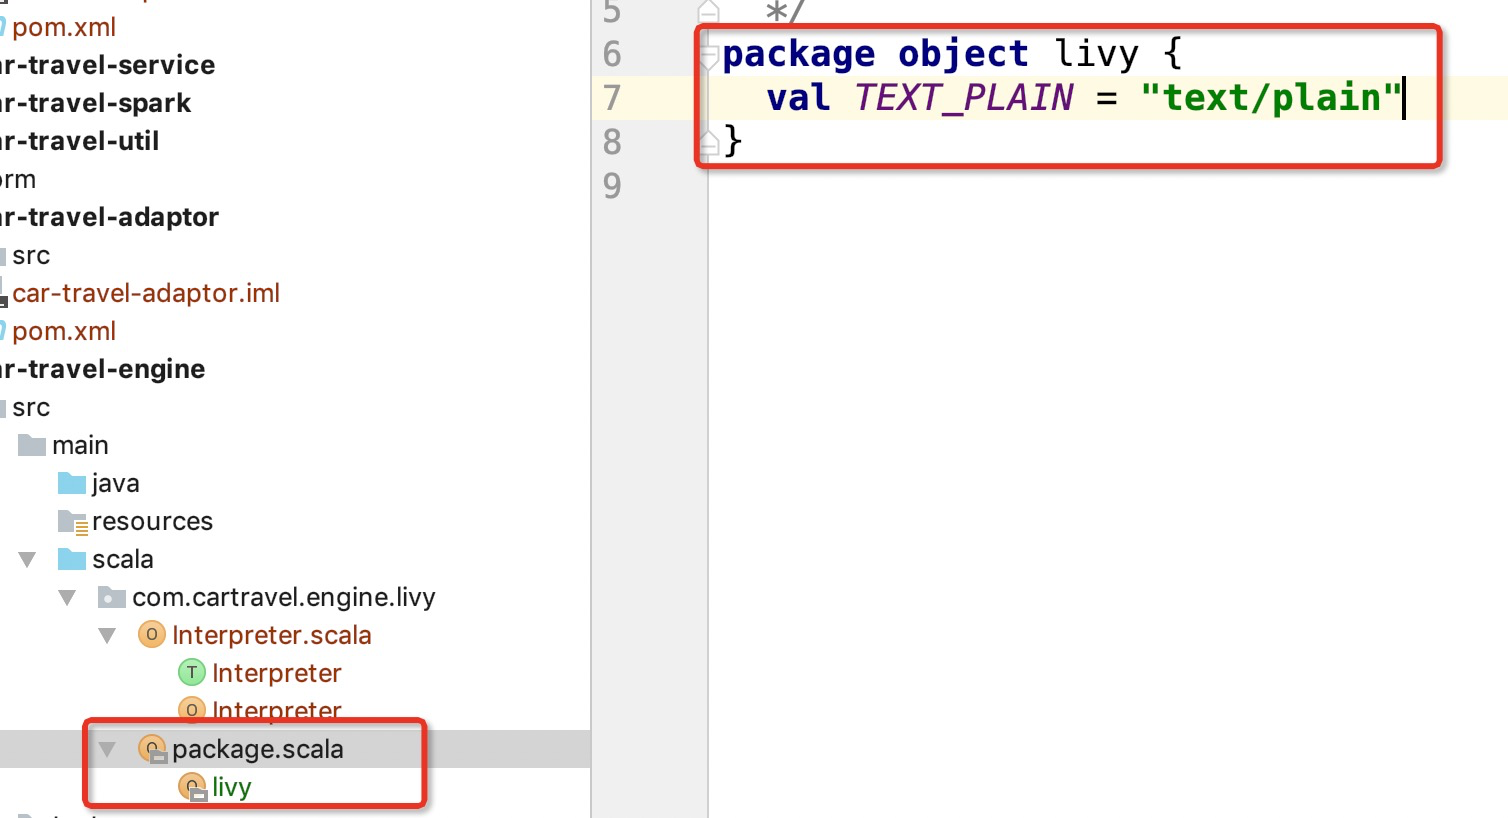 pom.xml
r-travel-service
r-travel-spark
r-travel-util
orm
r-travel-adaptor
src
car-travel-adaptor.iml
pom.xml
r-travel-engine
src
main
java
resources
scala
com.cartravel.engine.livy
Interpreter.scala
Interpreter
Interpreter
package.scala
livy
5 */
6 package object livy {
7 val TEXT_PLAIN = "text/plain"
8 }
9